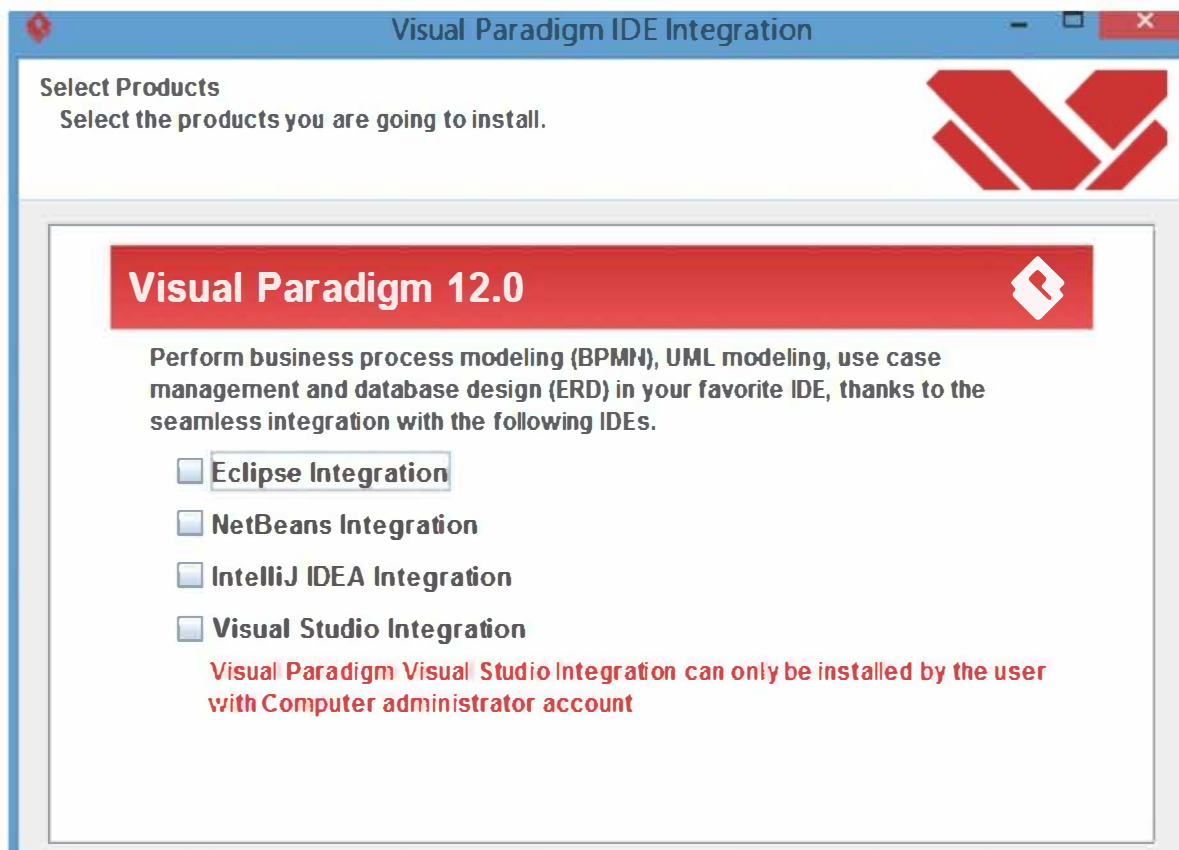 Visual Paradigm IDE Integration
Select Products
Select the products you are going to install.
Visual Paradigm 12.0
Perform business process modeling (BPMN), UML modeling, use case
management and database design (ERD) in your favorite IDE, thanks to the
seamless integration with the following IDEs.
Eclipse Integration
NetBeans Integration
IntelliJ IDEA Integration
Visual Studio Integration
Visual Paradigm Visual Studio Integration can only be installed by the user
with Computer administrator account